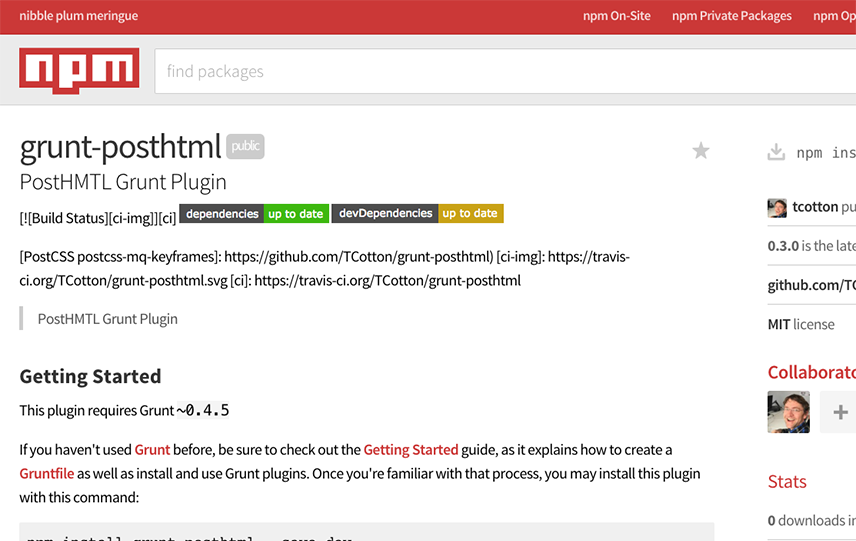 nibble plum meringue
npm On-Site npm Private Packages npm Op
npm
find packages
grunt-posthtml public
npm ins
PostHMTL Grunt Plugin
tcotton pu
[![Build Status][ci-img]][ci] dependencies up to date devDependencies up to date
0.3.0 is the late
[PostCSS postcss-mq-keyframes]: https://github.com/TCotton/grunt-posthtml) [ci-img]: https://travis-
ci.org/TCotton/grunt-posthtml.svg [ci]: https://travis-ci.org/TCotton/grunt-posthtml
github.com/TC
PostHMTL Grunt Plugin
MIT license
Getting Started
Collaborato
This plugin requires Grunt ~0.4.5
+
If you haven't used Grunt before, be sure to check out the Getting Started guide, as it explains how to create a
Gruntfile as well as install and use Grunt plugins. Once you're familiar with that process, you may install this plugin
with this command:
Stats
0 downloads in
npm install grunt-posthtml --save-dev